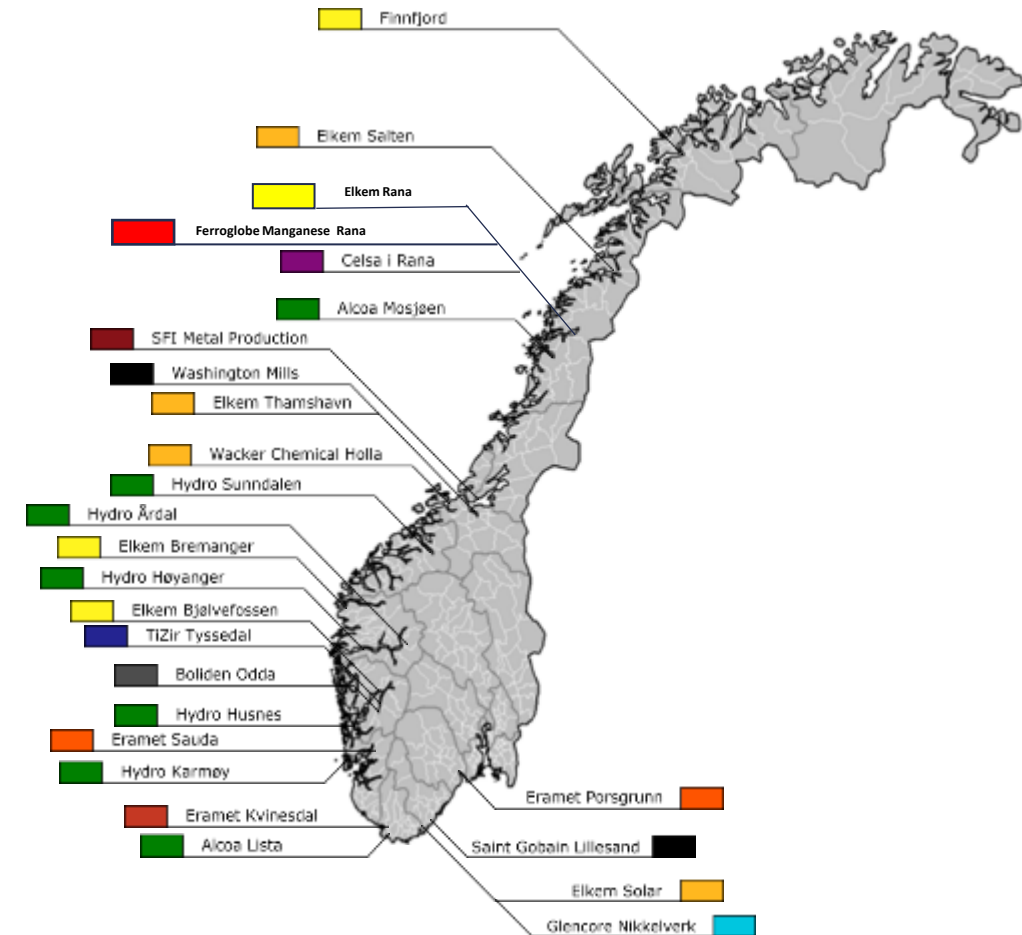 Finnfjord
Elkem Salten
Elkem Rana
Ferroglobe Manganese Rana
Celsa i Rana
Alcoa Mosjøen
SFI Metal Production
Washington Mills
Elkem Thamshavn
Wacker Chemical Holla
Hydro Sunndalen
Hydro Årdal
Elkem Bremanger
Hydro Høyanger
Elkem Bjølvefossen
TiZir Tyssedal
Boliden Odda
Hydro Husnes
Eramet Sauda
Hydro Karmøy
Eramet Porsgrunn
Eramet Kvinesdal
Alcoa Lista
Saint Gobain Lillesand
Elkem Solar
Glencore Nikkelverk